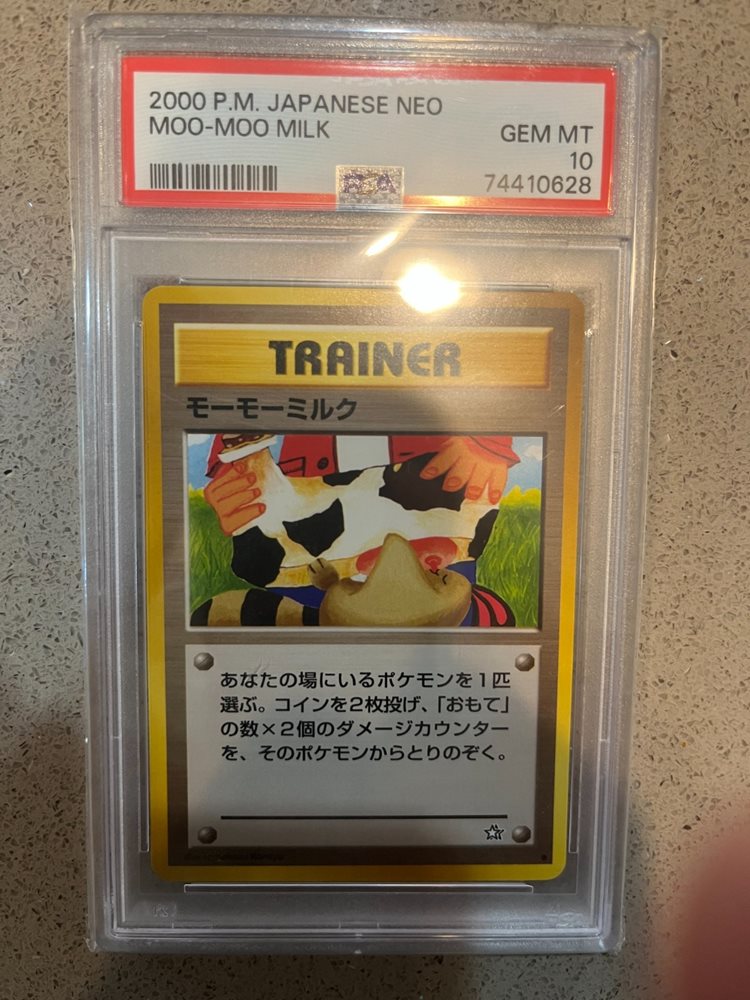 2000 P.M. JAPANESE NEO
MOO-MOO MILK
GEM MT
10
74410628
PSA
TRAINER
モーモーミルク
あなたの場にいるポケモンを1匹
選ぶ。コインを2枚投げ、「おもて」
の数×2個のダメージカウンター
を、そのポケモンからとりのぞく。